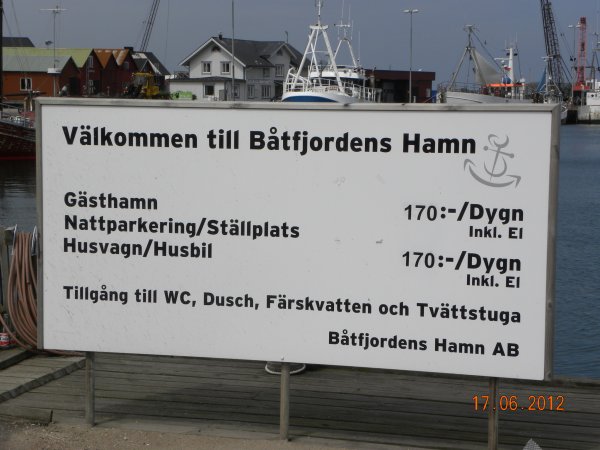 Välkommen till Båtfjordens Hamn
Gästhamn 170:-/Dygn
Inkl. El
Nattparkering/Ställplats
Husvagn/Husbil 170:-/Dygn
Inkl. El
Tillgång till WC, Dusch, Färskvatten och Tvättstuga
Båtfjordens Hamn AB
17.06.2012